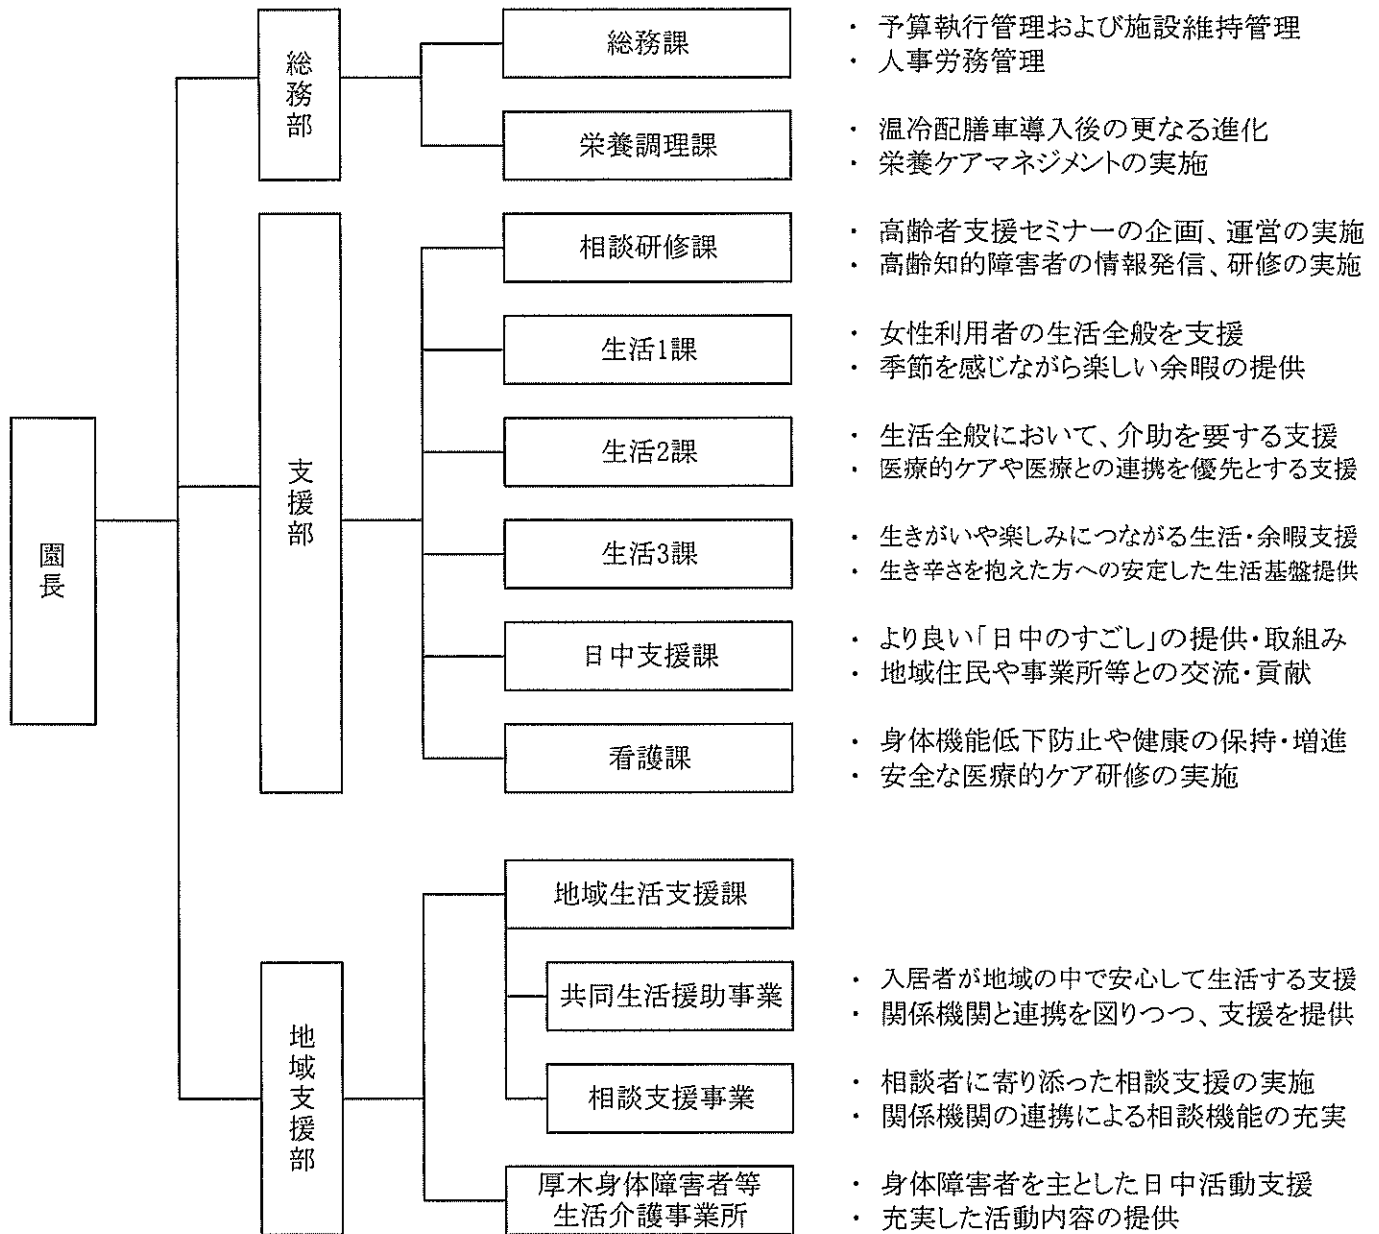 園長
総務部
総務課
・ 予算執行管理および施設維持管理
・ 人事労務管理
栄養調理課
・ 温冷配膳車導入後の更なる進化
・ 栄養ケアマネジメントの実施
支援部
相談研修課
・ 高齢者支援セミナーの企画、運営の実施
・ 高齢知的障害者の情報発信、研修の実施
生活1課
・ 女性利用者の生活全般を支援
・ 季節を感じながら楽しい余暇の提供
生活2課
・ 生活全般において、介助を要する支援
・ 医療的ケアや医療との連携を優先とする支援
生活3課
・ 生きがいや楽しみにつながる生活・余暇支援
・ 生き辛さを抱えた方への安定した生活基盤提供
日中支援課
・ より良い「日中のすごし」の提供・取組み
・ 地域住民や事業所等との交流・貢献
看護課
・ 身体機能低下防止や健康の保持・増進
・ 安全な医療的ケア研修の実施
地域支援部
地域生活支援課
共同生活援助事業
・ 入居者が地域の中で安心して生活する支援
・ 関係機関と連携を図りつつ、支援を提供
相談支援事業
・ 相談者に寄り添った相談支援の実施
・ 関係機関の連携による相談機能の充実
厚木身体障害者等
生活介護事業所
・ 身体障害者を主とした日中活動支援
・ 充実した活動内容の提供